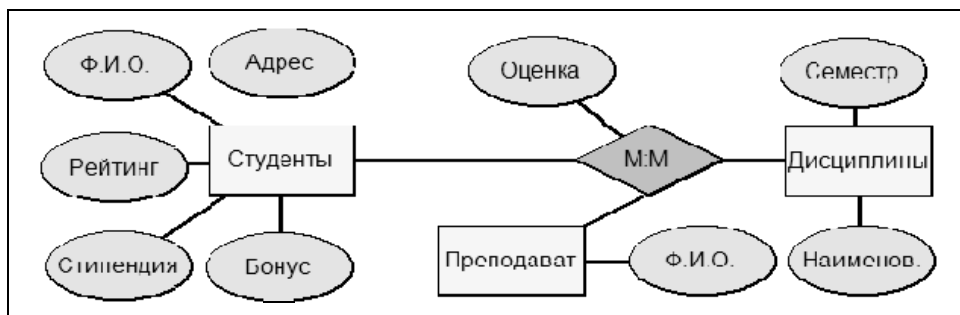 Ф.И.О.
Адрес
Оценка
Семестр
Студенты
М:М
Дисциплины
Рейтинг
Стипендия
Бонус
Преподават
Ф.И.О.
Наименов.